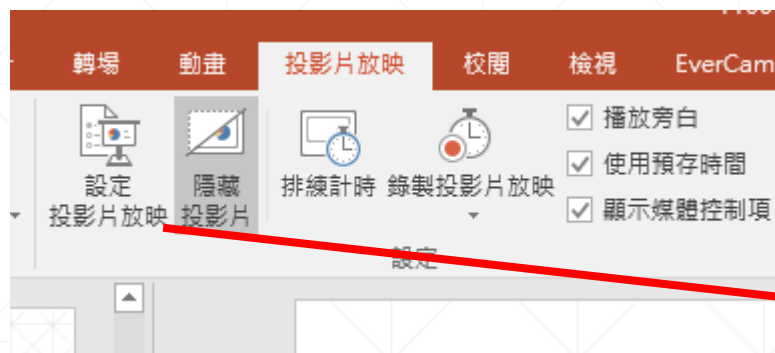 轉場 動畫 投影片放映 校閱 檢視 EverCam
設定
投影片放映
隱藏
投影片
排練計時
錄製投影片放映
播放旁白
使用預存時間
顯示媒體控制項
設定